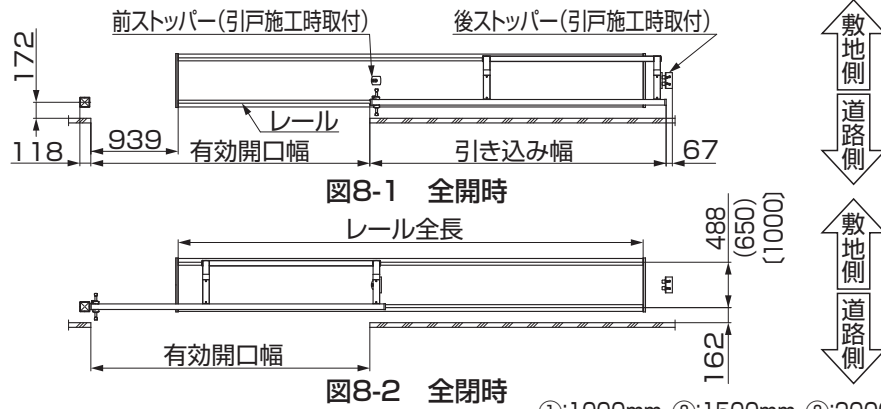 前ストッパー(引戸施工時取付)
後ストッパー(引戸施工時取付)
敷地側
道路側
172
レール
118
939
有効開口幅
引き込み幅
67
図8-1 全開時
レール全長
488
(650)
〔1000〕
敷地側
道路側
有効開口幅
162
図8-2 全閉時